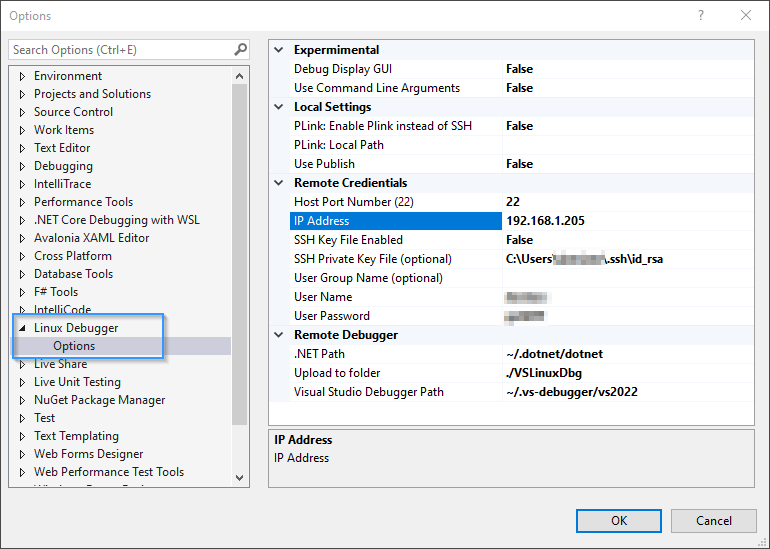 Options
?
Search Options (Ctrl+E)
Environment
Projects and Solutions
Source Control
Work Items
Text Editor
Debugging
IntelliTrace
Performance Tools
.NET Core Debugging with WSL
Avalonia XAML Editor
Cross Platform
Database Tools
F# Tools
IntelliCode
Linux Debugger
Options
Live Share
Live Unit Testing
NuGet Package Manager
Test
Text Templating
Web Forms Designer
Web Performance Test Tools
Expermimental
Debug Display GUI False
Use Command Line Arguments False
Local Settings
PLink: Enable Plink instead of SSH False
PLink: Local Path
Use Publish False
Remote Credientials
Host Port Number (22) 22
IP Address 192.168.1.205
SSH Key File Enabled False
SSH Private Key File (optional) C:\Users\ \.ssh\id_rsa
User Group Name (optional)
User Name
User Password
Remote Debugger
.NET Path ~/.dotnet/dotnet
Upload to folder ./VSLinuxDbg
Visual Studio Debugger Path ~/.vs-debugger/vs2022
IP Address
IP Address
OK
Cancel